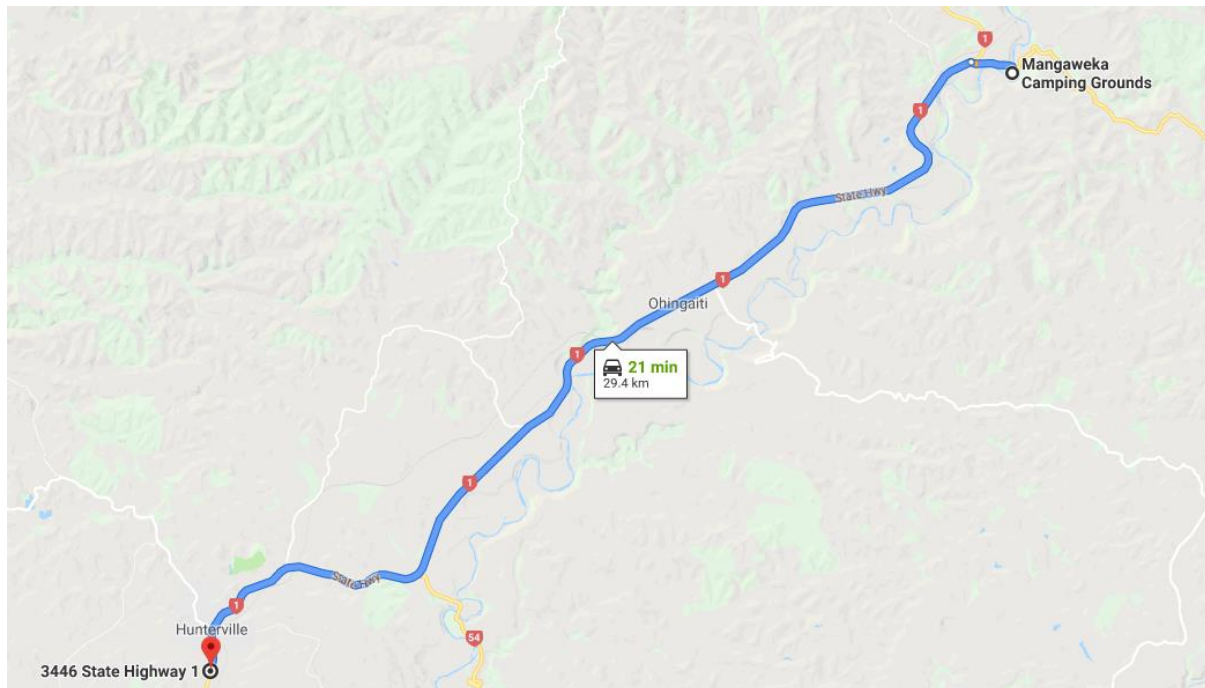 1
Mangaweka
Camping Grounds
1
State Hwy
1
Ohingaiti
1
21 min
29.4 km
1
State Hwy
1
Hunterville
54
3446 State Highway 1